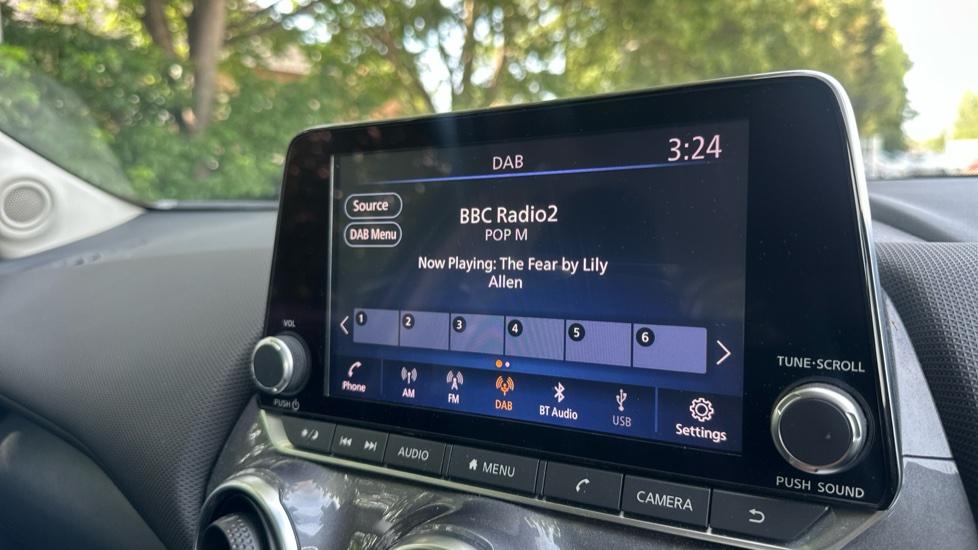 DAB
3:24
Source
BBC Radio2
DAB Menu
POP M
Now Playing: The Fear by Lily
Allen
1 2 3 4 5 6
Phone
AM
FM
DAB
BT Audio
USB
Settings
VOL
PUSH
TUNE·SCROLL
PUSH SOUND
AUDIO
MENU
CAMERA